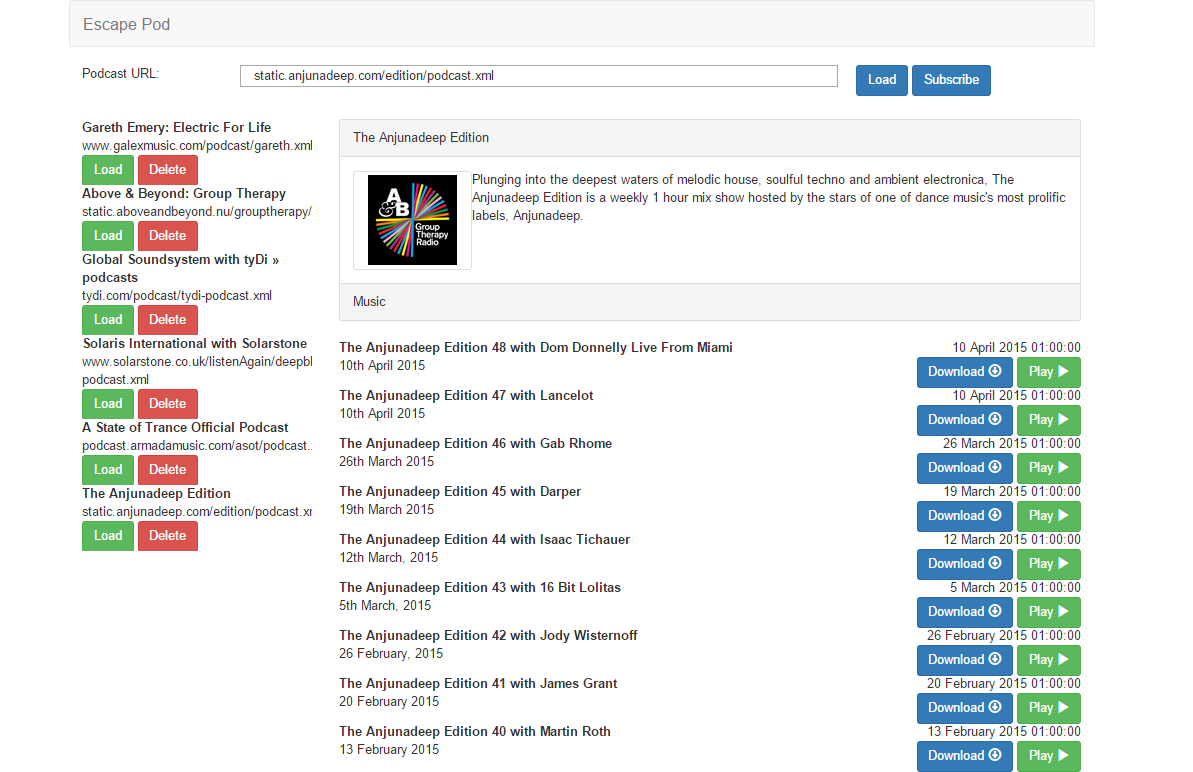 Escape Pod
Podcast URL:
static.anjunadeep.com/edition/podcast.xml
Load
Subscribe
Gareth Emery: Electric For Life
www.galexmusic.com/podcast/gareth.xml
Load
Delete
Above & Beyond: Group Therapy
static.aboveandbeyond.nu/grouptherapy/
Load
Delete
Global Soundsystem with tyDi »
podcasts
tydi.com/podcast/tydi-podcast.xml
Load
Delete
Solaris International with Solarstone
www.solarstone.co.uk/listenAgain/deepbl
podcast.xml
Load
Delete
A State of Trance Official Podcast
podcast.armadamusic.com/asot/podcast.
Load
Delete
The Anjunadeep Edition
static.anjunadeep.com/edition/podcast.xr
Load
Delete
The Anjunadeep Edition
A
&B
Group
Therapy
Radio
Plunging into the deepest waters of melodic house, soulful techno and ambient electronica, The
Anjunadeep Edition is a weekly 1 hour mix show hosted by the stars of one of dance music's most prolific
labels, Anjunadeep.
Music
The Anjunadeep Edition 48 with Dom Donnelly Live From Miami
10 April 2015 01:00:00
10th April 2015
Download
Play
The Anjunadeep Edition 47 with Lancelot
10 April 2015 01:00:00
10th April 2015
Download
Play
The Anjunadeep Edition 46 with Gab Rhome
26 March 2015 01:00:00
26th March 2015
Download
Play
The Anjunadeep Edition 45 with Darper
19 March 2015 01:00:00
19th March 2015
Download
Play
The Anjunadeep Edition 44 with Isaac Tichauer
12 March 2015 01:00:00
12th March, 2015
Download
Play
The Anjunadeep Edition 43 with 16 Bit Lolitas
5 March 2015 01:00:00
5th March, 2015
Download
Play
The Anjunadeep Edition 42 with Jody Wisternoff
26 February 2015 01:00:00
26 February, 2015
Download
Play
The Anjunadeep Edition 41 with James Grant
20 February 2015 01:00:00
20 February 2015
Download
Play
The Anjunadeep Edition 40 with Martin Roth
13 February 2015 01:00:00
13 February 2015
Download
Play